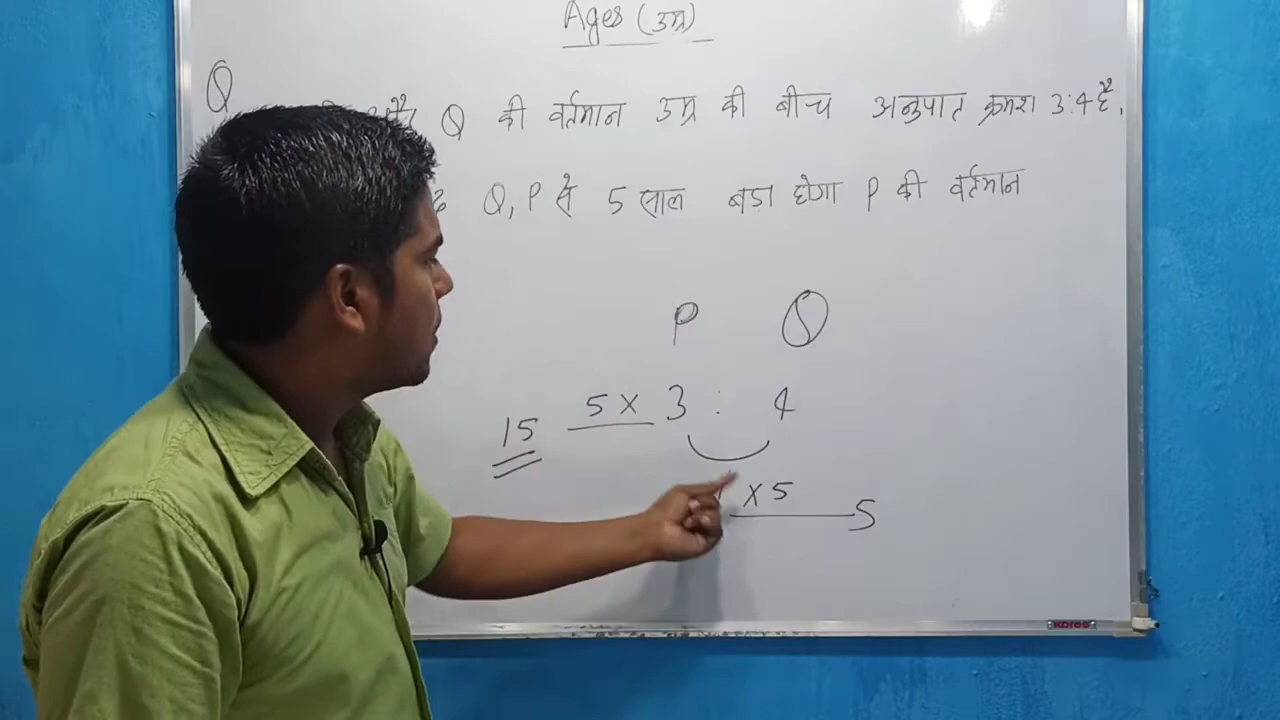 Ages (उम्र)
Q
Q की वर्तमान उम्र की बीच अनुपात क्रमश 3:4 है.
Q, P से 5 साल बड़ा होगा P की वर्तमान
P Q
15 5 × 3 : 4
× 5 5
kores